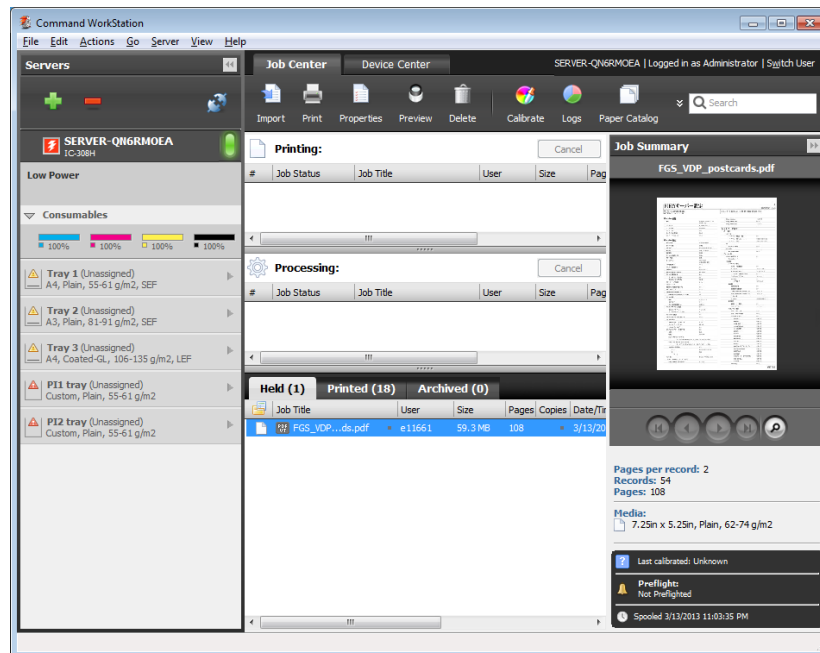 Command WorkStation
File Edit Actions Go Server View Help
Servers
SERVER-QN6RMOEA
IC-308H
Low Power
Consumables
100% 100% 100% 100%
Tray 1 (Unassigned)
A4, Plain, 55-61 g/m2, SEF
Tray 2 (Unassigned)
A3, Plain, 81-91 g/m2, SEF
Tray 3 (Unassigned)
A4, Coated-GL, 106-135 g/m2, LEF
PI1 tray (Unassigned)
Custom, Plain, 55-61 g/m2
PI2 tray (Unassigned)
Custom, Plain, 55-61 g/m2
Job Center Device Center
SERVER-QN6RMOEA | Logged in as Administrator | Switch User
Import Print Properties Preview Delete Calibrate Logs Paper Catalog
Search
Printing: Cancel
# Job Status Job Title User Size Pag
Processing: Cancel
# Job Status Job Title User Size Pag
Held (1) Printed (18) Archived (0)
Job Title User Size Pages Copies Date/Tir
FGS_VDP...ds.pdf e11661 59.3 MB 108 3/13/20
Job Summary
FGS_VDP_postcards.pdf
Pages per record: 2
Records: 54
Pages: 108
Media:
7.25in x 5.25in, Plain, 62-74 g/m2
Last calibrated: Unknown
Preflight:
Not Preflighted
Spooled 3/13/2013 11:03:35 PM